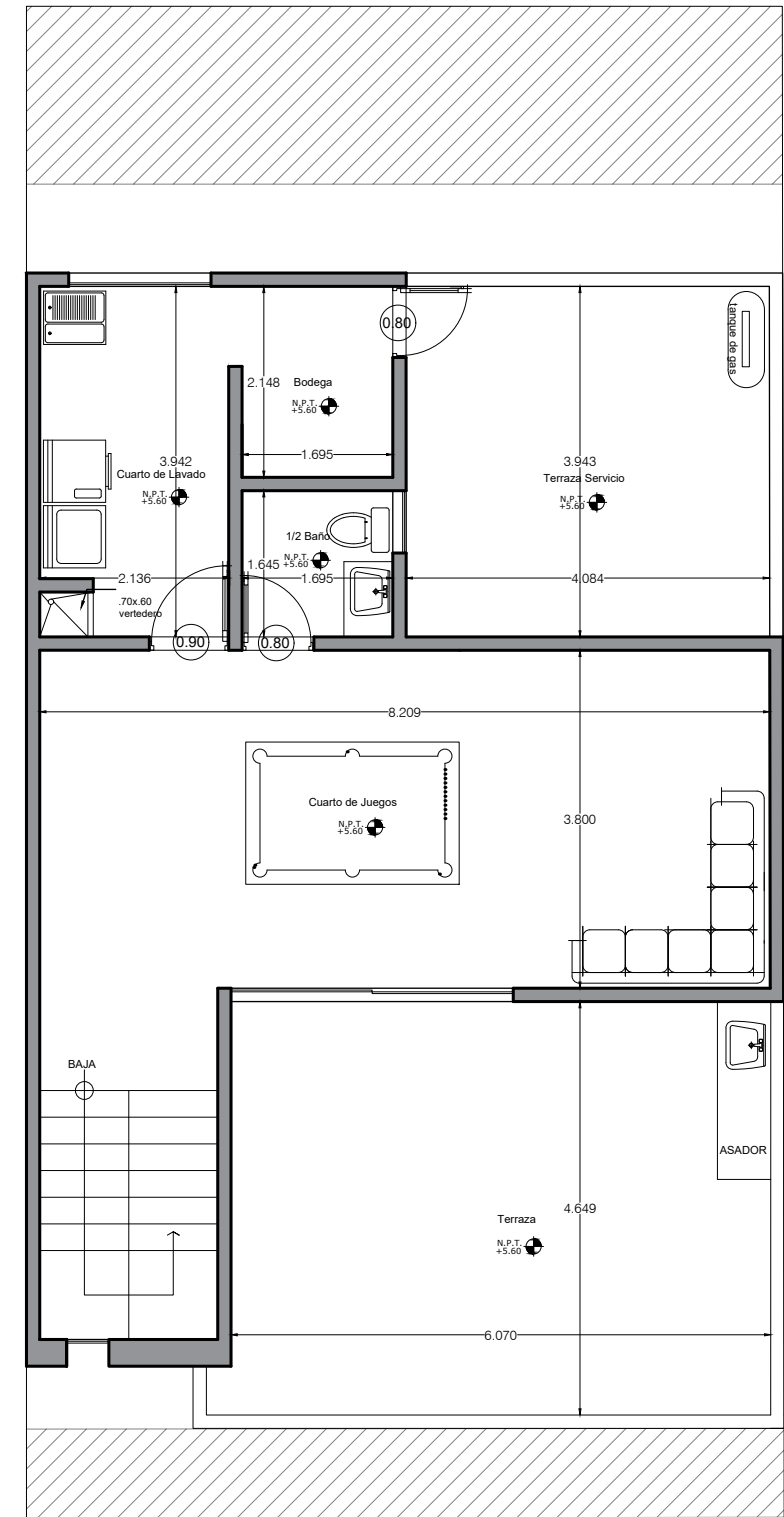 0.80
tanque de gas
2.148
Bodega
N.P.T.
+5.60
1.695
3.942
Cuarto de Lavado
N.P.T.
+5.60
3.943
Terraza Servicio
N.P.T.
+5.60
1/2 Baño
N.P.T.
+5.60
1.645
1.695
2.136
4.084
.70x.60
vertedero
0.90
0.80
8.209
Cuarto de Juegos
N.P.T.
+5.60
3.800
BAJA
ASADOR
4.649
Terraza
N.P.T.
+5.60
6.070